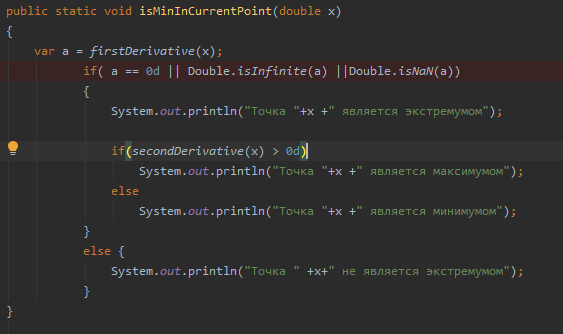 public static void isMinInCurrentPoint(double x)
{
var a = firstDerivative(x);
if( a == 0d || Double.isInfinite(a) ||Double.isNaN(a))
{
System.out.println("Точка "+x +" является экстремумом");
if(secondDerivative(x) > 0d)
System.out.println("Точка "+x +" является максимумом");
else
System.out.println("Точка "+x +" является минимумом");
}
else {
System.out.println("Точка " +x+" не является экстремумом");
}
}